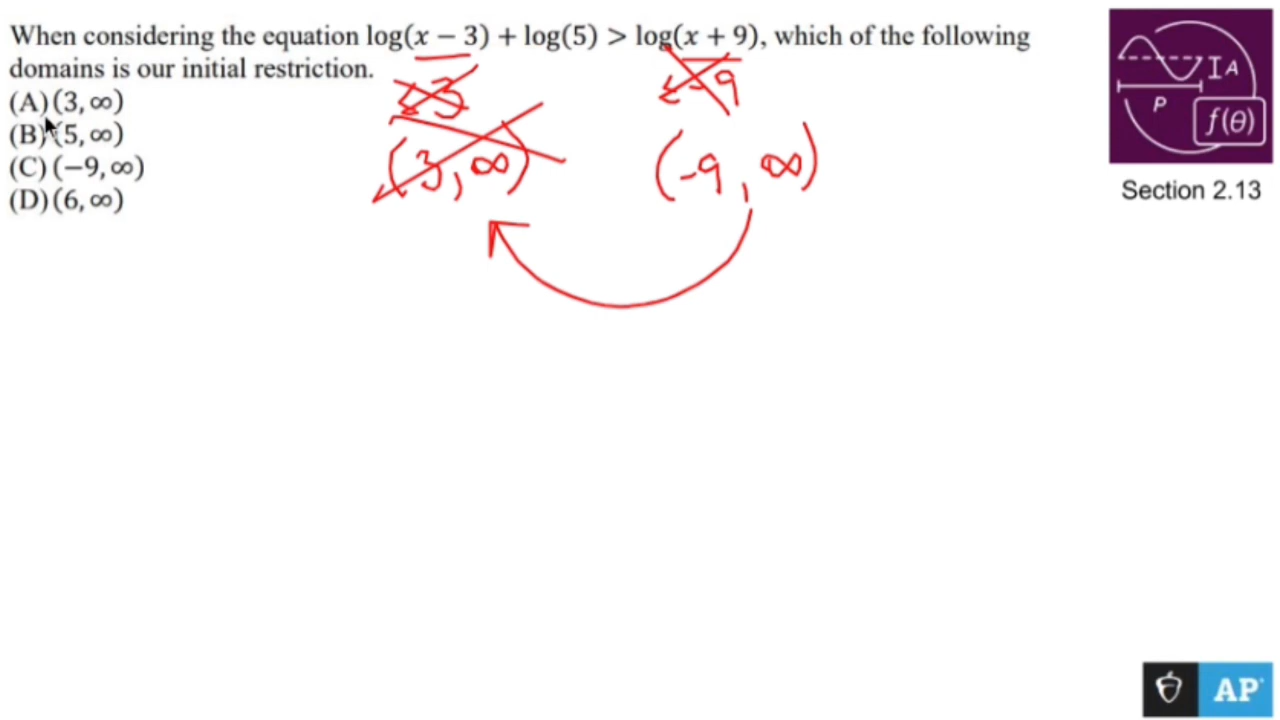 When considering the equation log(x − 3) + log(5) > log(x + 9), which of the following
domains is our initial restriction.
(A)(3, ∞)
(B)(5, ∞)
(C)(−9, ∞)
(D)(6, ∞)
-9
(3, ∞)
(-9, ∞)
A
P
f(θ)
Section 2.13
AP